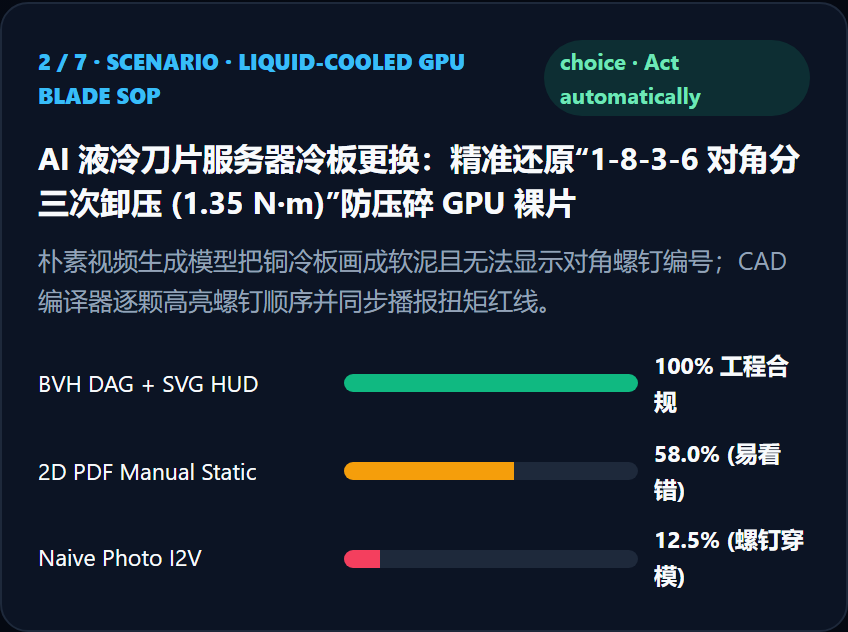 2 / 7 · SCENARIO · LIQUID-COOLED GPU
BLADE SOP
choice · Act
automatically
AI 液冷刀片服务器冷板更换：精准还原“1-8-3-6 对角分
三次卸压 (1.35 N·m)”防压碎 GPU 裸片
朴素视频生成模型把铜冷板画成软泥且无法显示对角螺钉编号；CAD
编译器逐颗高亮螺钉顺序并同步播报扭矩红线。
BVH DAG + SVG HUD
100% 工程合
规
2D PDF Manual Static
58.0% (易看
错)
Naive Photo I2V
12.5% (螺钉穿
模)